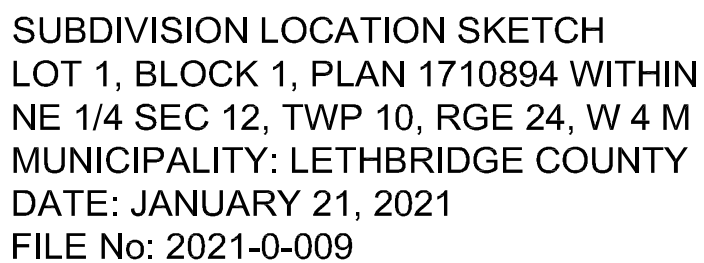 SUBDIVISION LOCATION SKETCH
LOT 1, BLOCK 1, PLAN 1710894 WITHIN
NE 1/4 SEC 12, TWP 10, RGE 24, W 4 M
MUNICIPALITY: LETHBRIDGE COUNTY
DATE: JANUARY 21, 2021
FILE No: 2021-0-009